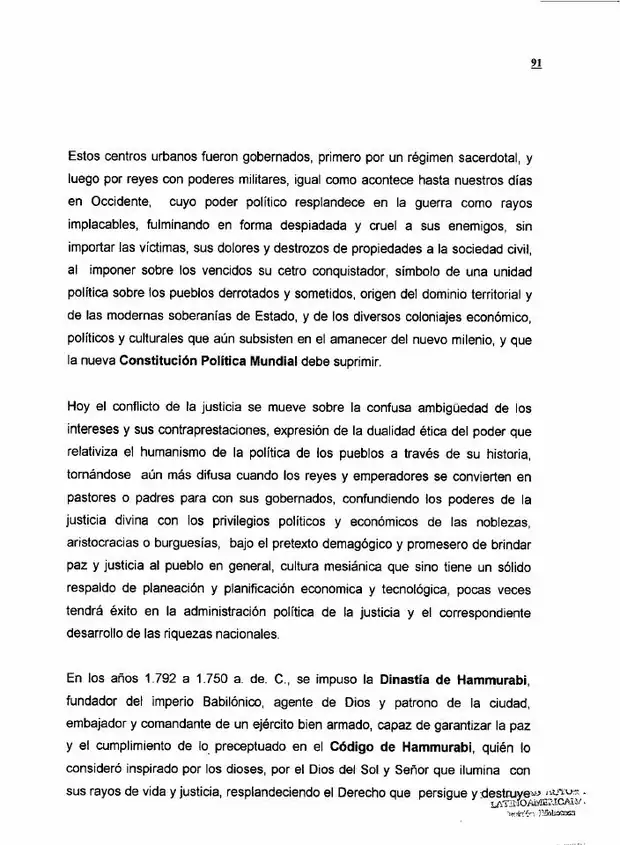 91
Estos centros urbanos fueron gobernados, primero por un régimen sacerdotal, y
luego por reyes con poderes militares, igual como acontece hasta nuestros días
en Occidente, cuyo poder político resplandece en la guerra como rayos
implacables, fulminando en forma despiadada y cruel a sus enemigos, sin
importar las víctimas, sus dolores y destrozos de propiedades a la sociedad civil,
al imponer sobre los vencidos su cetro conquistador, símbolo de una unidad
política sobre los pueblos derrotados y sometidos, origen del dominio territorial y
de las modernas soberanías de Estado, y de los diversos coloniajes económico,
políticos y culturales que aún subsisten en el amanecer del nuevo milenio, y que
la nueva Constitución Política Mundial debe suprimir.
Hoy el conflicto de la justicia se mueve sobre la confusa ambigüedad de los
intereses y sus contraprestaciones, expresión de la dualidad ética del poder que
relativiza el humanismo de la política de los pueblos a través de su historia,
tornándose aún más difusa cuando los reyes y emperadores se convierten en
pastores o padres para con sus gobernados, confundiendo los poderes de la
justicia divina con los privilegios políticos y económicos de las noblezas,
aristocracias o burguesías, bajo el pretexto demagógico y promesero de brindar
paz y justicia al pueblo en general, cultura mesiánica que sino tiene un sólido
respaldo de planeación y planificación economica y tecnológica, pocas veces
tendrá éxito en la administración política de la justicia y el correspondiente
desarrollo de las riquezas nacionales.
En los años 1.792 a 1.750 a. de. C., se impuso la Dinastía de Hammurabi,
fundador del imperio Babilónico, agente de Dios y patrono de la ciudad,
embajador y comandante de un ejército bien armado, capaz de garantizar la paz
y el cumplimiento de lo preceptuado en el Código de Hammurabi, quién lo
consideró inspirado por los dioses, por el Dios del Sol y Señor que ilumina con
sus rayos de vida y justicia, resplandeciendo el Derecho que persigue y destruye
LATINOAMERICANA.